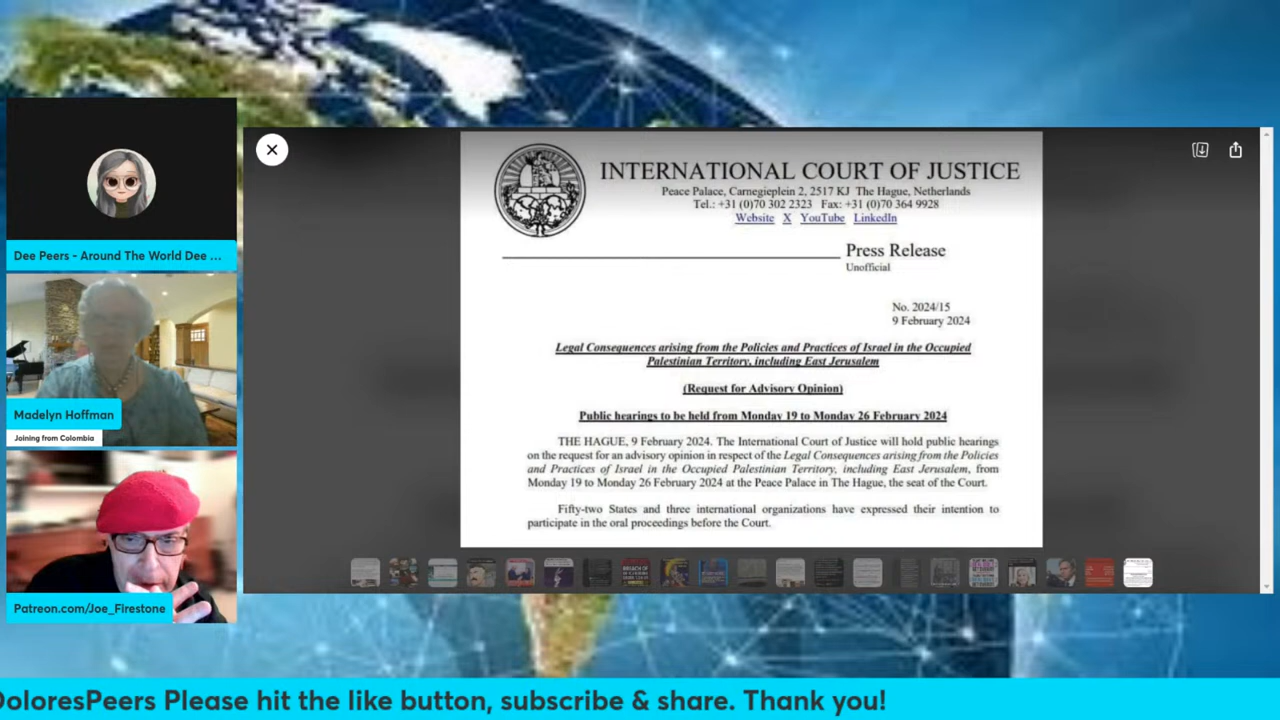 Dee Peers - Around The World Dee ...
Madelyn Hoffman
Joining from Colombia
Patreon.com/Joe_Firestone
INTERNATIONAL COURT OF JUSTICE
Peace Palace, Carnegieplein 2, 2517 KJ The Hague, Netherlands
Tel.: +31 (0)70 302 2323 Fax: +31 (0)70 364 9928
Website X YouTube LinkedIn
Press Release
Unofficial
No. 2024/15
9 February 2024
Legal Consequences arising from the Policies and Practices of Israel in the Occupied
Palestinian Territory, including East Jerusalem
(Request for Advisory Opinion)
Public hearings to be held from Monday 19 to Monday 26 February 2024
THE HAGUE, 9 February 2024. The International Court of Justice will hold public hearings
on the request for an advisory opinion in respect of the Legal Consequences arising from the Policies
and Practices of Israel in the Occupied Palestinian Territory, including East Jerusalem, from
Monday 19 to Monday 26 February 2024 at the Peace Palace in The Hague, the seat of the Court.
Fifty-two States and three international organizations have expressed their intention to
participate in the oral proceedings before the Court.
DoloresPeers Please hit the like button, subscribe & share. Thank you!